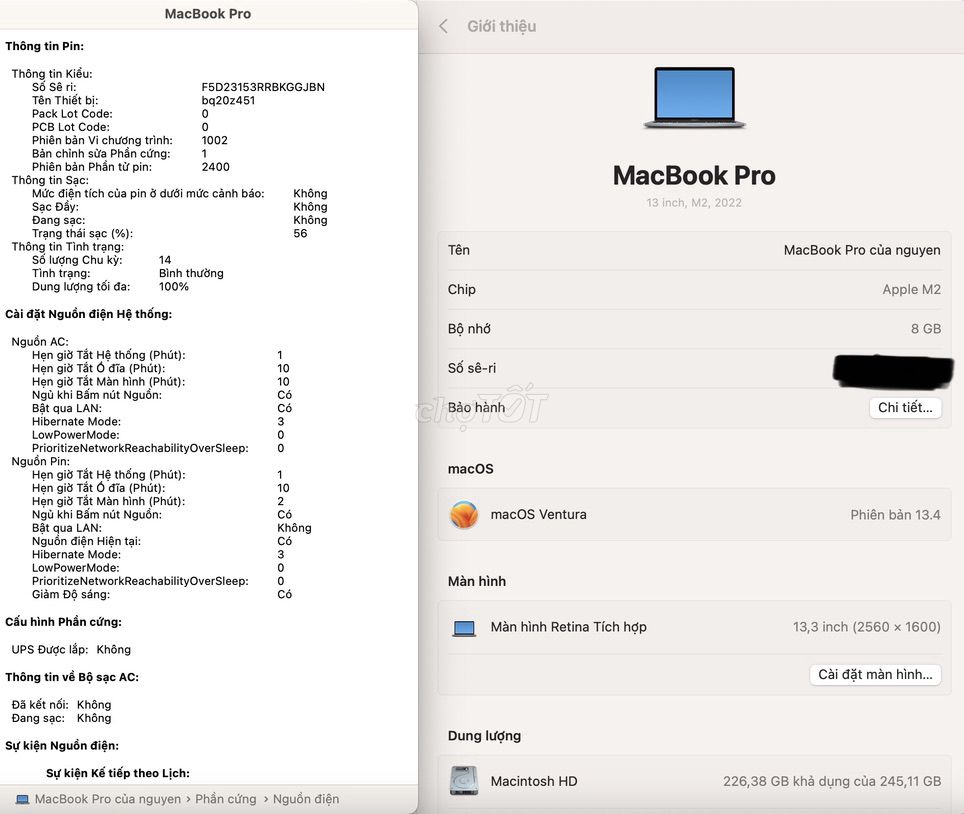 MacBook Pro
Thông tin Pin:
Thông tin Kiểu:
Số Sê ri: F5D23153RRBKGGJBN
Tên Thiết bị: bq20z451
Pack Lot Code: 0
PCB Lot Code: 0
Phiên bản Vi chương trình: 1002
Bản chỉnh sửa Phần cứng: 1
Phiên bản Phần tử pin: 2400
Thông tin Sạc:
Mức điện tích của pin ở dưới mức cảnh báo: Không
Sạc Đầy: Không
Đang sạc: Không
Trạng thái sạc (%): 56
Thông tin Tình trạng:
Số lượng Chu kỳ: 14
Tình trạng: Bình thường
Dung lượng tối đa: 100%
Cài đặt Nguồn điện Hệ thống:
Nguồn AC:
Hẹn giờ Tắt Hệ thống (Phút): 1
Hẹn giờ Tắt Ổ đĩa (Phút): 10
Hẹn giờ Tắt Màn hình (Phút): 10
Ngủ khi Bấm nút Nguồn: Có
Bật qua LAN: Có
Hibernate Mode: 3
LowPowerMode: 0
PrioritizeNetworkReachabilityOverSleep: 0
Nguồn Pin:
Hẹn giờ Tắt Hệ thống (Phút): 1
Hẹn giờ Tắt Ổ đĩa (Phút): 10
Hẹn giờ Tắt Màn hình (Phút): 2
Ngủ khi Bấm nút Nguồn: Có
Bật qua LAN: Không
Nguồn điện Hiện tại: Có
Hibernate Mode: 3
LowPowerMode: 0
PrioritizeNetworkReachabilityOverSleep: 0
Giảm Độ sáng: Có
Cấu hình Phần cứng:
UPS Được lắp: Không
Thông tin về Bộ sạc AC:
Đã kết nối: Không
Đang sạc: Không
Sự kiện Nguồn điện:
Sự kiện Kế tiếp theo Lịch:
MacBook Pro của nguyen › Phần cứng › Nguồn điện
Giới thiệu
MacBook Pro
13 inch, M2, 2022
Tên MacBook Pro của nguyen
Chip Apple M2
Bộ nhớ 8 GB
Số sê-ri
Bảo hành Chi tiết...
chợTỐT
macOS
macOS Ventura Phiên bản 13.4
Màn hình
Màn hình Retina Tích hợp 13,3 inch (2560 × 1600)
Cài đặt màn hình...
Dung lượng
Macintosh HD 226,38 GB khả dụng của 245,11 GB